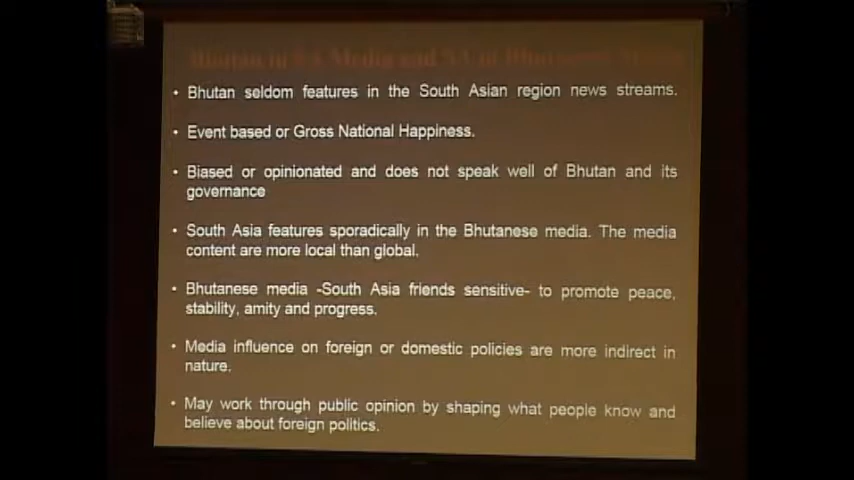 Bhutan in SA Media and SA in Bhutanese Media
• Bhutan seldom features in the South Asian region news streams.
• Event based or Gross National Happiness.
• Biased or opinionated and does not speak well of Bhutan and its
governance
• South Asia features sporadically in the Bhutanese media. The media
content are more local than global.
• Bhutanese media -South Asia friends sensitive- to promote peace,
stability, amity and progress.
• Media influence on foreign or domestic policies are more indirect in
nature.
• May work through public opinion by shaping what people know and
believe about foreign politics.